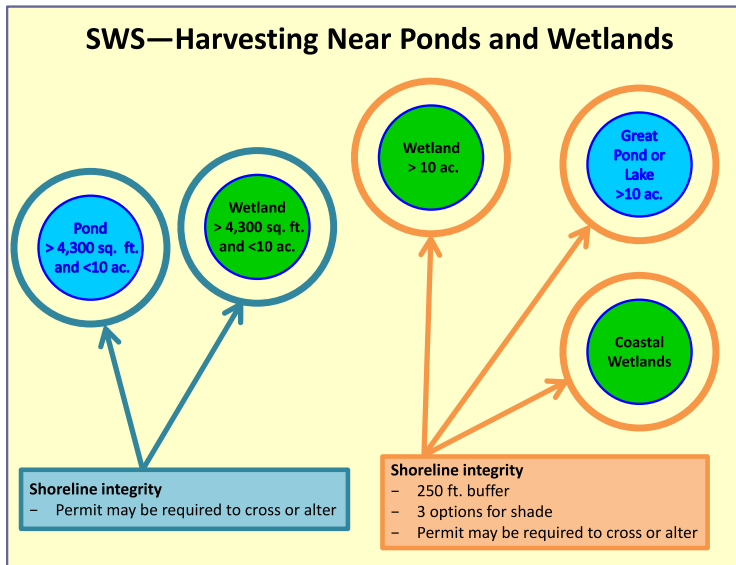 SWS—Harvesting Near Ponds and Wetlands
Pond
> 4,300 sq. ft.
and <10 ac.
Wetland
> 4,300 sq. ft.
and <10 ac.
Wetland
> 10 ac.
Great
Pond or
Lake
>10 ac.
Coastal
Wetlands
Shoreline integrity
− Permit may be required to cross or alter
Shoreline integrity
− 250 ft. buffer
− 3 options for shade
− Permit may be required to cross or alter